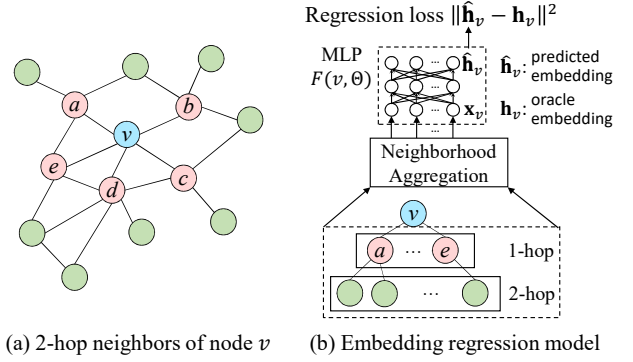 a
b
v
e
d
c
(a) 2-hop neighbors of node v
Regression loss ‖ĥ_v − h_v‖²
MLP
F(v, Θ)
ĥ_v
x_v
ĥ_v: predicted embedding
h_v: oracle embedding
...
...
...
...
Neighborhood
Aggregation
v
a ... e
1-hop
...
2-hop
(b) Embedding regression model